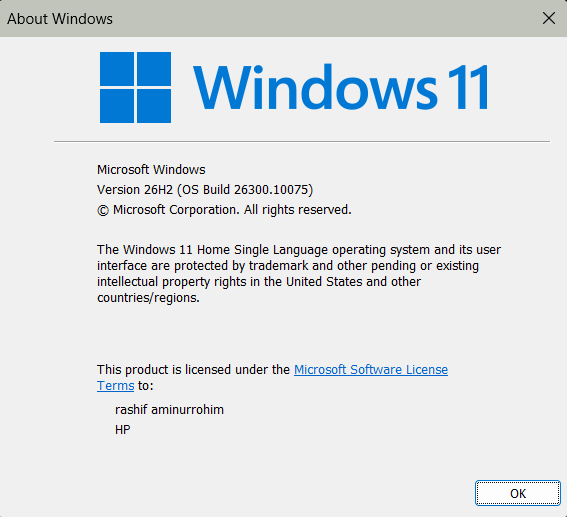 About Windows
Windows 11
Microsoft Windows
Version 26H2 (OS Build 26300.10075)
© Microsoft Corporation. All rights reserved.
The Windows 11 Home Single Language operating system and its user
interface are protected by trademark and other pending or existing
intellectual property rights in the United States and other
countries/regions.
This product is licensed under the Microsoft Software License
Terms to:
rashif aminurrohim
HP
OK